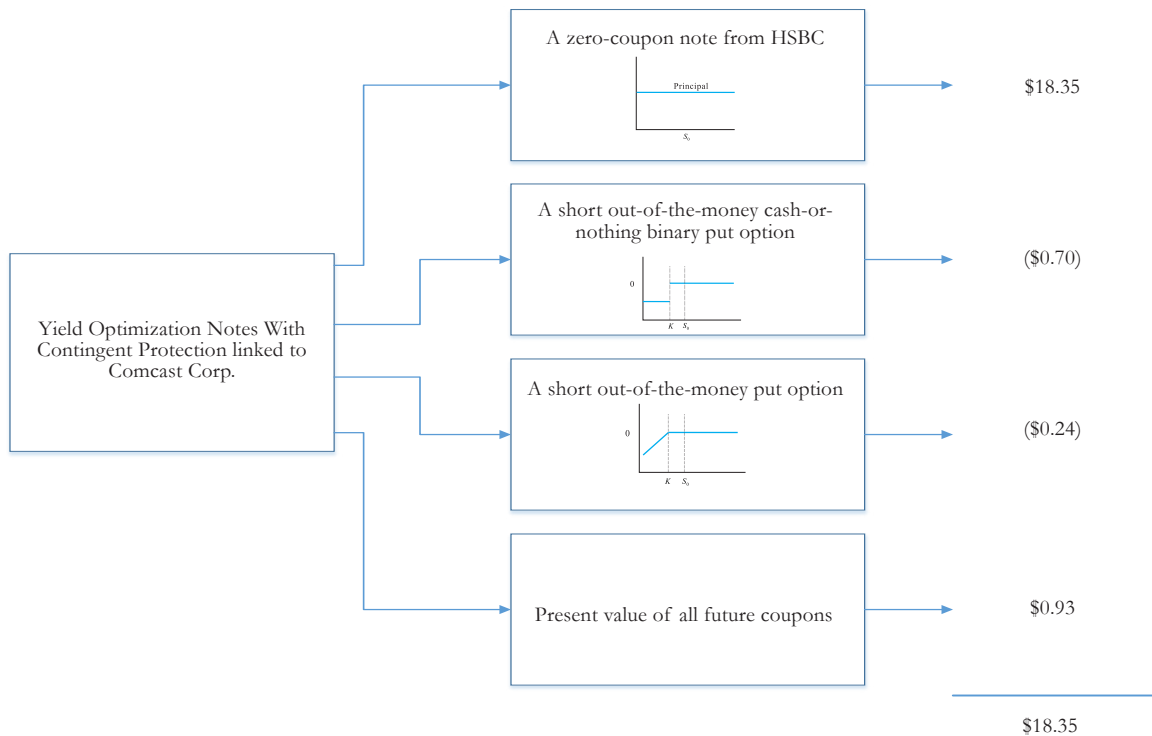 A zero-coupon note from HSBC
Principal
S₀
$18.35
A short out-of-the-money cash-or-
nothing binary put option
0
K
S₀
($0.70)
Yield Optimization Notes With
Contingent Protection linked to
Comcast Corp.
A short out-of-the-money put option
0
K
S₀
($0.24)
Present value of all future coupons
$0.93
$18.35